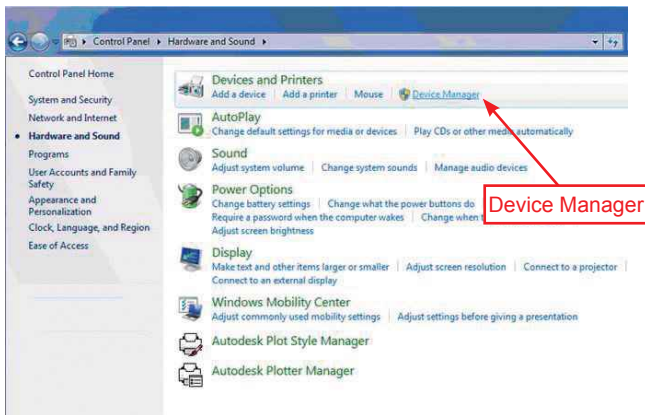 Control Panel ▸ Hardware and Sound ▸
Control Panel Home
System and Security
Network and Internet
Hardware and Sound
Programs
User Accounts and Family
Safety
Appearance and
Personalization
Clock, Language, and Region
Ease of Access
Devices and Printers
Add a device Add a printer Mouse Device Manager
AutoPlay
Change default settings for media or devices Play CDs or other media automatically
Sound
Adjust system volume Change system sounds Manage audio devices
Power Options
Change battery settings Change what the power buttons do
Require a password when the computer wakes Change when
Adjust screen brightness
Device Manager
Display
Make text and other items larger or smaller Adjust screen resolution Connect to a projector
Connect to an external display
Windows Mobility Center
Adjust commonly used mobility settings Adjust settings before giving a presentation
Autodesk Plot Style Manager
Autodesk Plotter Manager